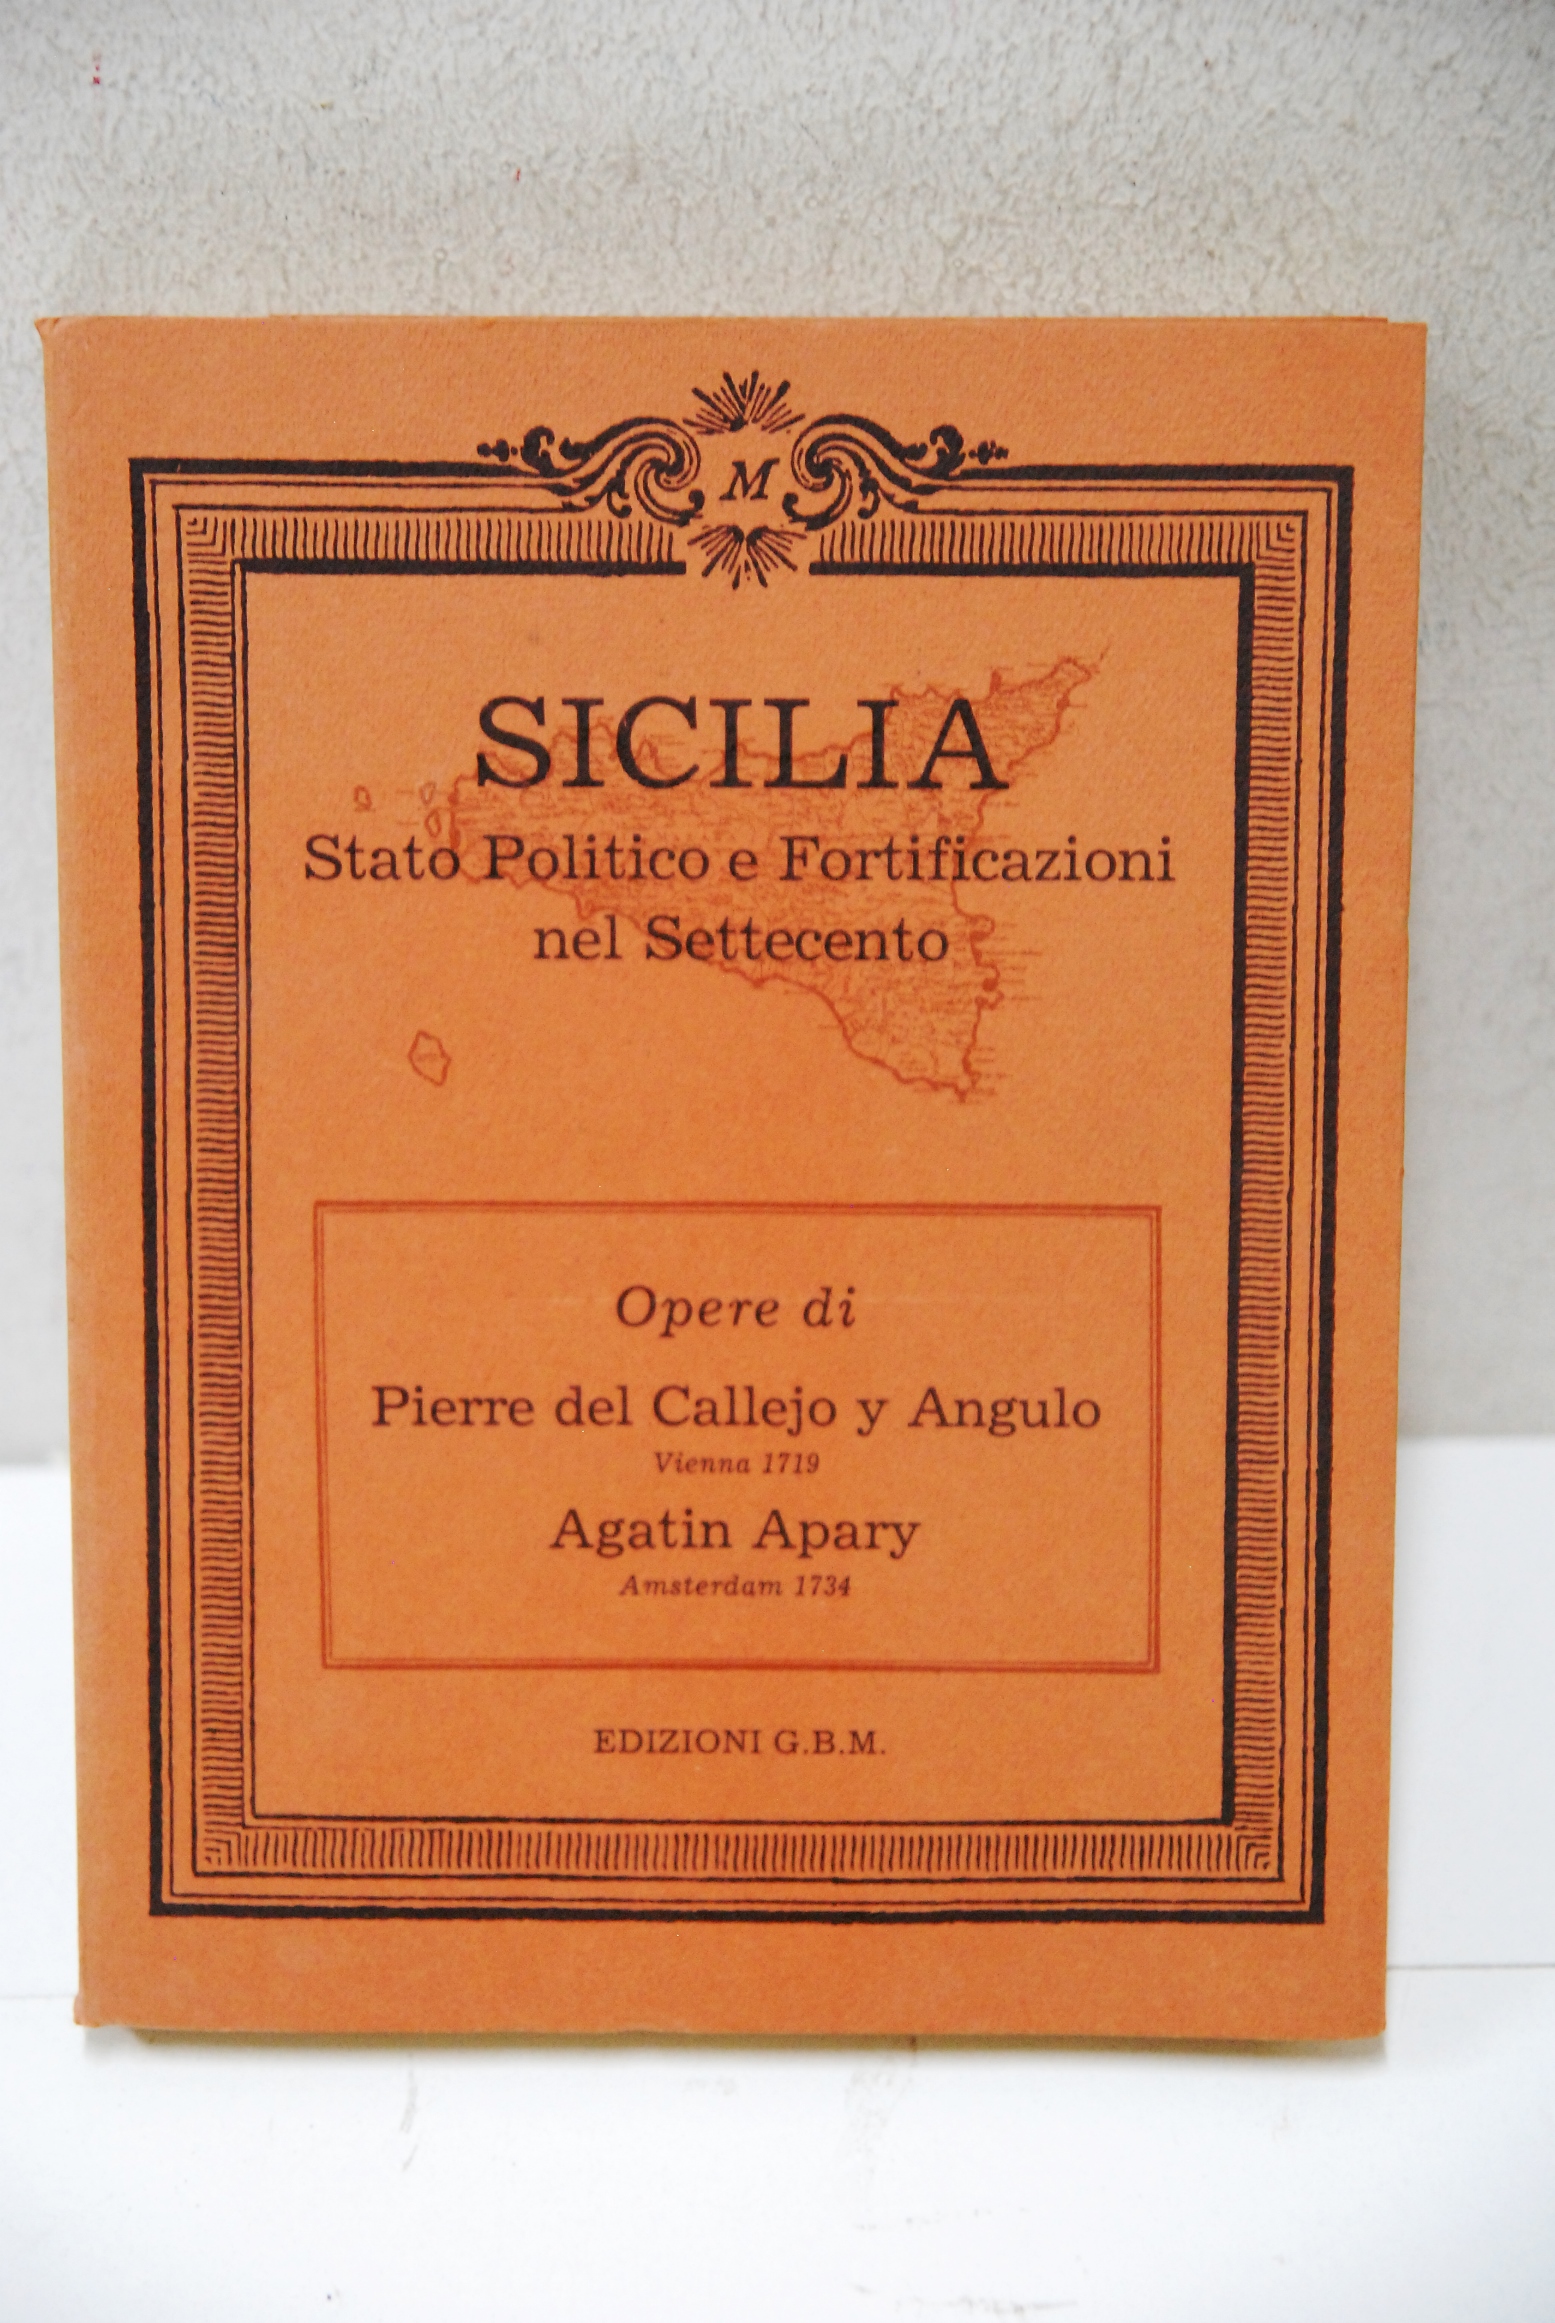 M
SICILIA
Stato Politico e Fortificazioni
nel Settecento
Opere di
Pierre del Callejo y Angulo
Vienna 1719
Agatin Apary
Amsterdam 1734
EDIZIONI G.B.M.